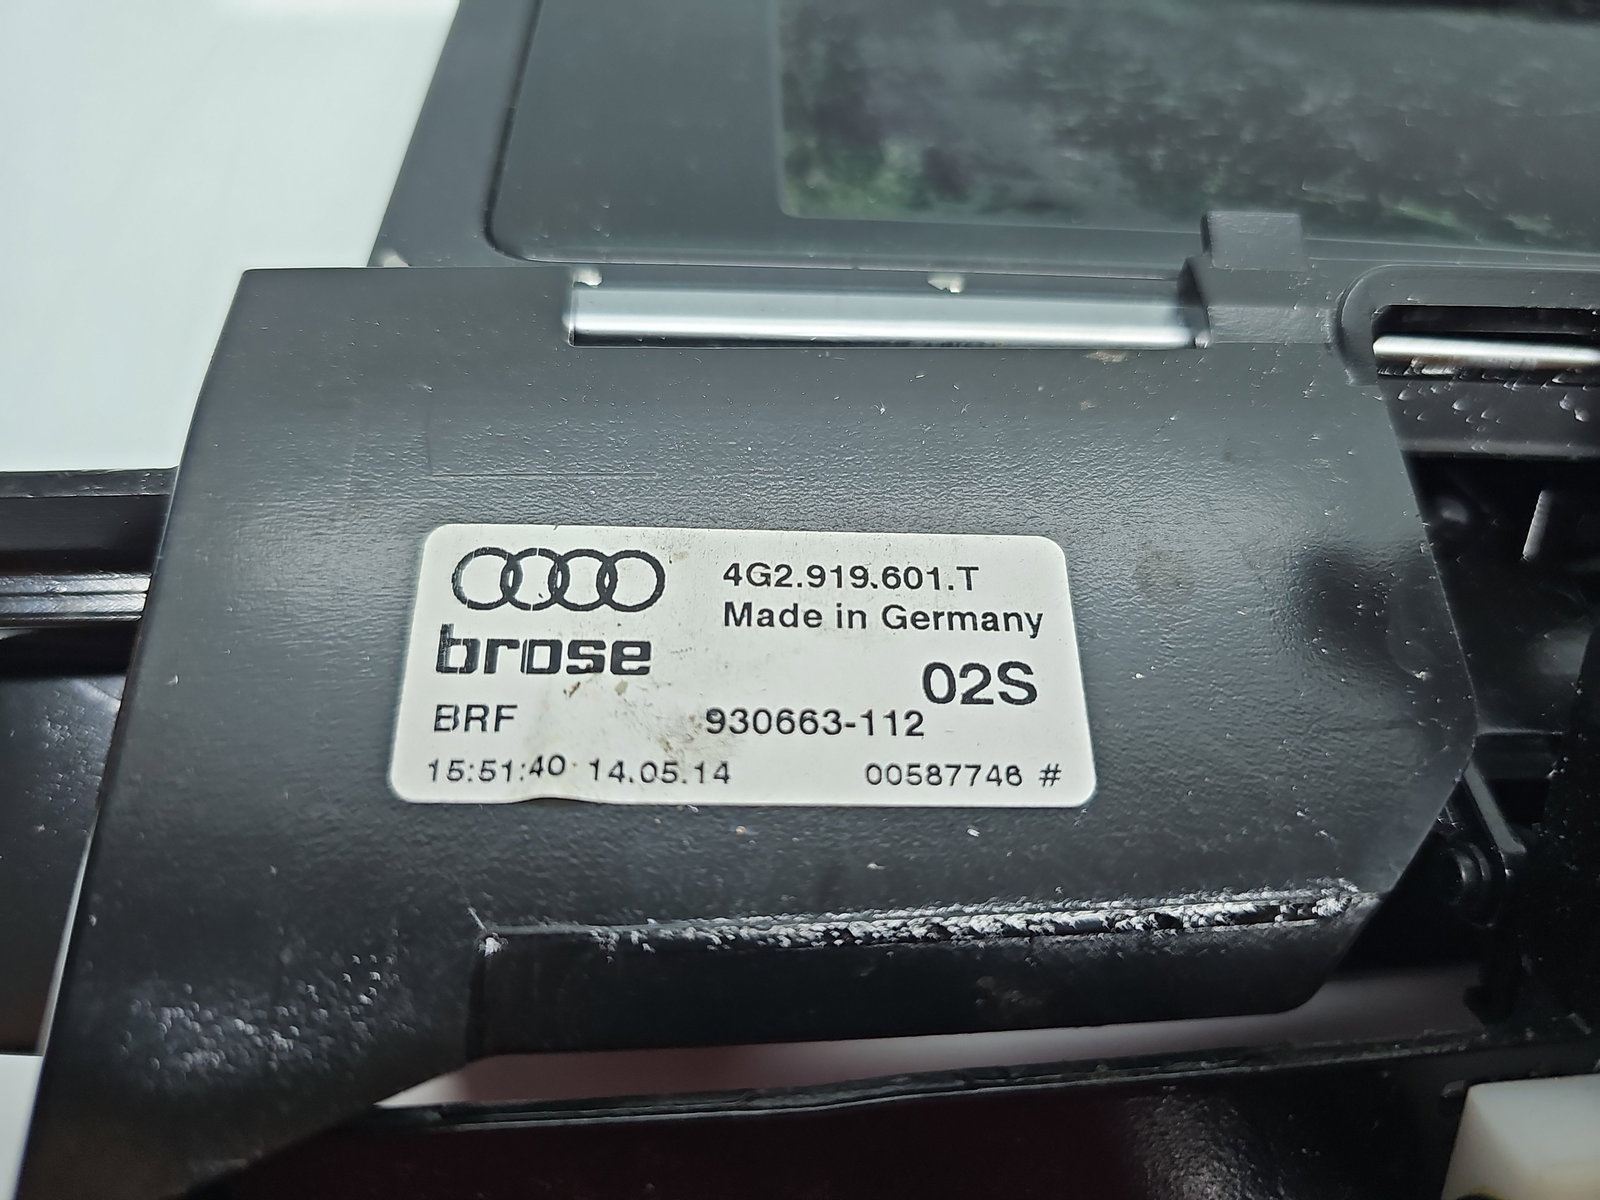 4G2.919.601.T
Made in Germany
brose
02S
BRF 930663-112
15:51:40 14.05.14 00587746 #